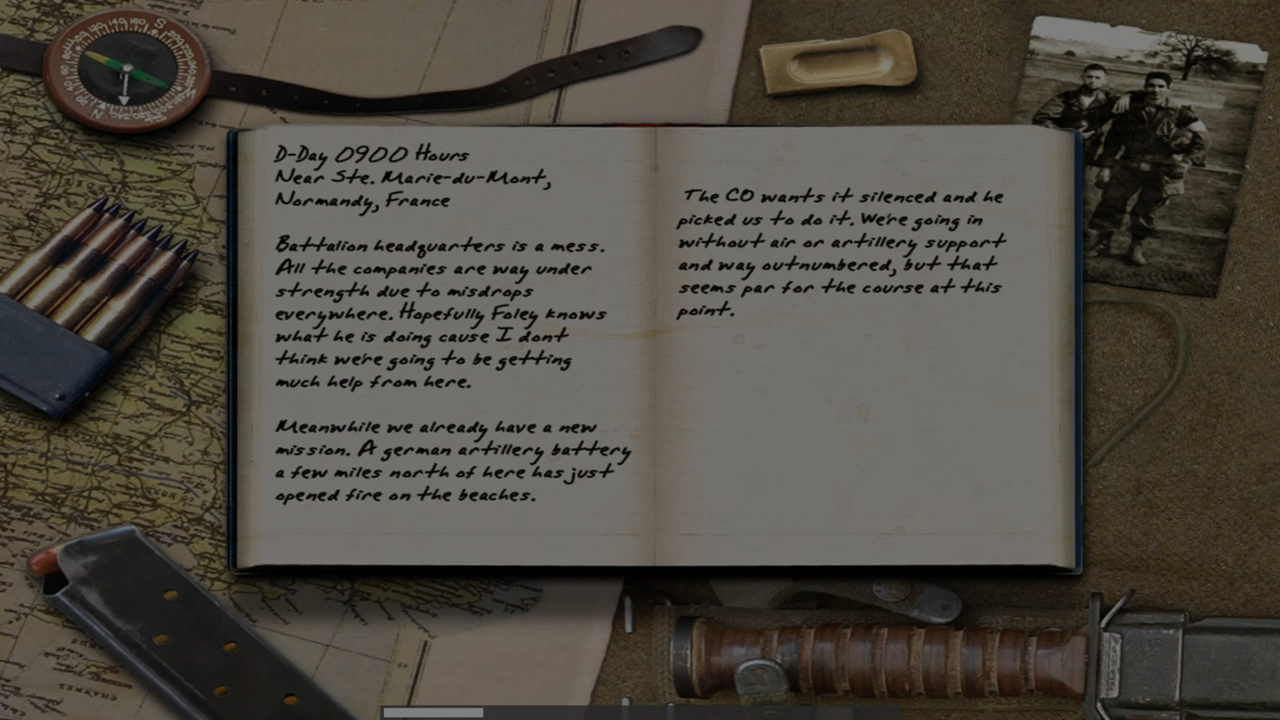 D-Day 0900 Hours
Near Ste. Marie-du-Mont,
Normandy, France
Battalion headquarters is a mess.
All the companies are way under
strength due to misdrops
everywhere. Hopefully Foley knows
what he is doing cause I dont
think we're going to be getting
much help from here.
Meanwhile we already have a new
mission. A german artillery battery
a few miles north of here has just
opened fire on the beaches.
The CO wants it silenced and he
picked us to do it. We're going in
without air or artillery support
and way outnumbered, but that
seems par for the course at this
point.